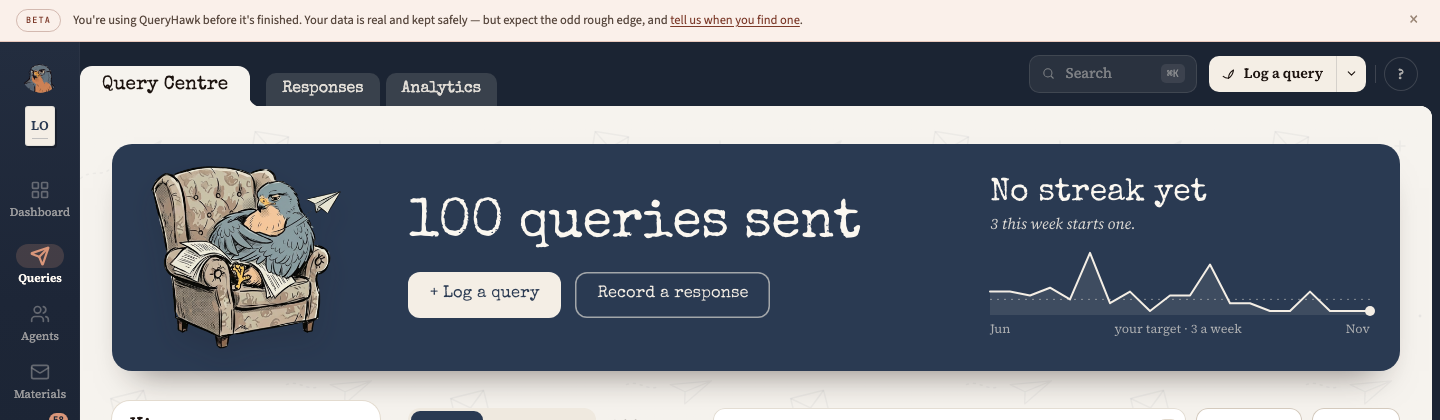 BETA You're using QueryHawk before it's finished. Your data is real and kept safely — but expect the odd rough edge, and tell us when you find one. ×
Query Centre
Responses
Analytics
Search ⌘K
Log a query
?
LO
Dashboard
Queries
Agents
Materials
58
100 queries sent
+ Log a query
Record a response
No streak yet
3 this week starts one.
Jun your target · 3 a week Nov